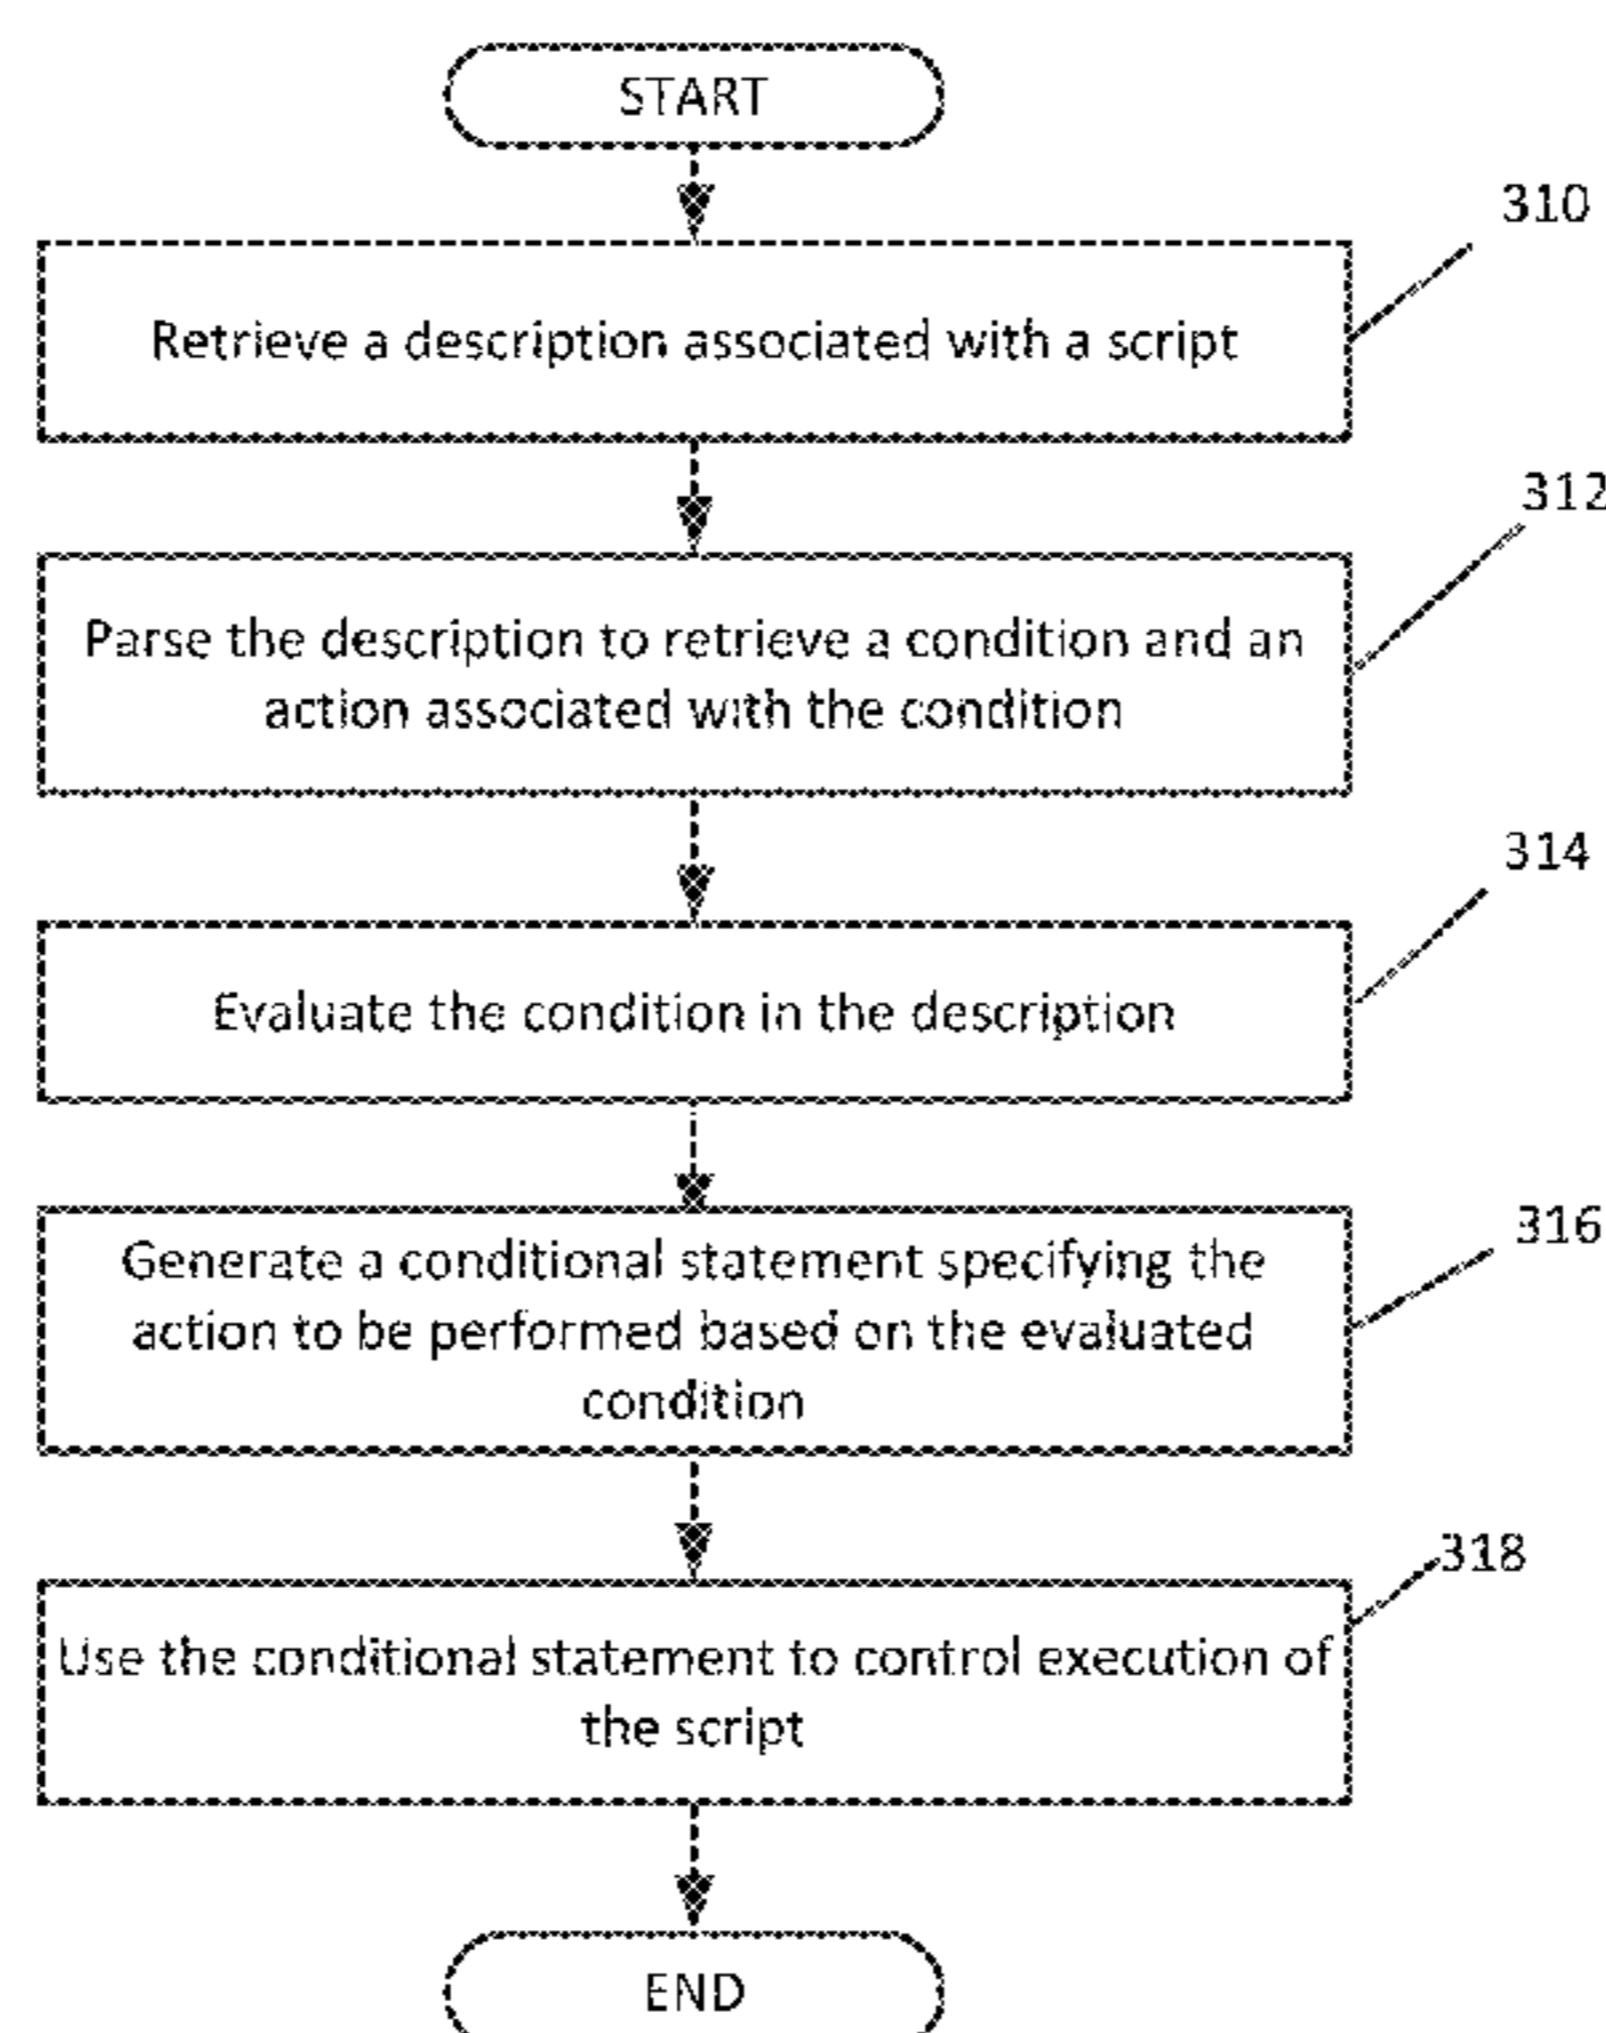 START
310
Retrieve a description associated with a script
312
Parse the description to retrieve a condition and an
action associated with the condition
314
Evaluate the condition in the description
316
Generate a conditional statement specifying the
action to be performed based on the evaluated
condition
318
Use the conditional statement to control execution of
the script
END